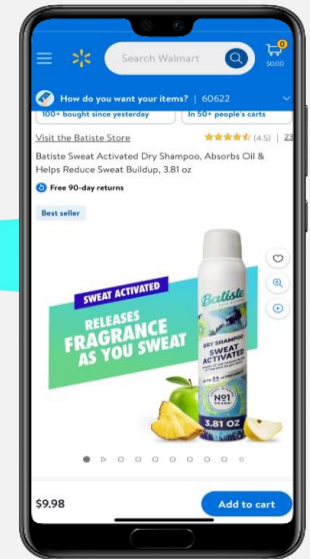 Search Walmart
0
$0.00
How do you want your items? | 60622
100+ bought since yesterday
In 50+ people's carts
Visit the Batiste Store
(4.5) | 23
Batiste Sweat Activated Dry Shampoo, Absorbs Oil &
Helps Reduce Sweat Buildup, 3.81 oz
Free 90-day returns
Best seller
SWEAT ACTIVATED
RELEASES
FRAGRANCE
AS YOU SWEAT
Batiste
DRY SHAMPOO
SWEAT
ACTIVATED
Nº1
3.81 OZ
$9.98
Add to cart